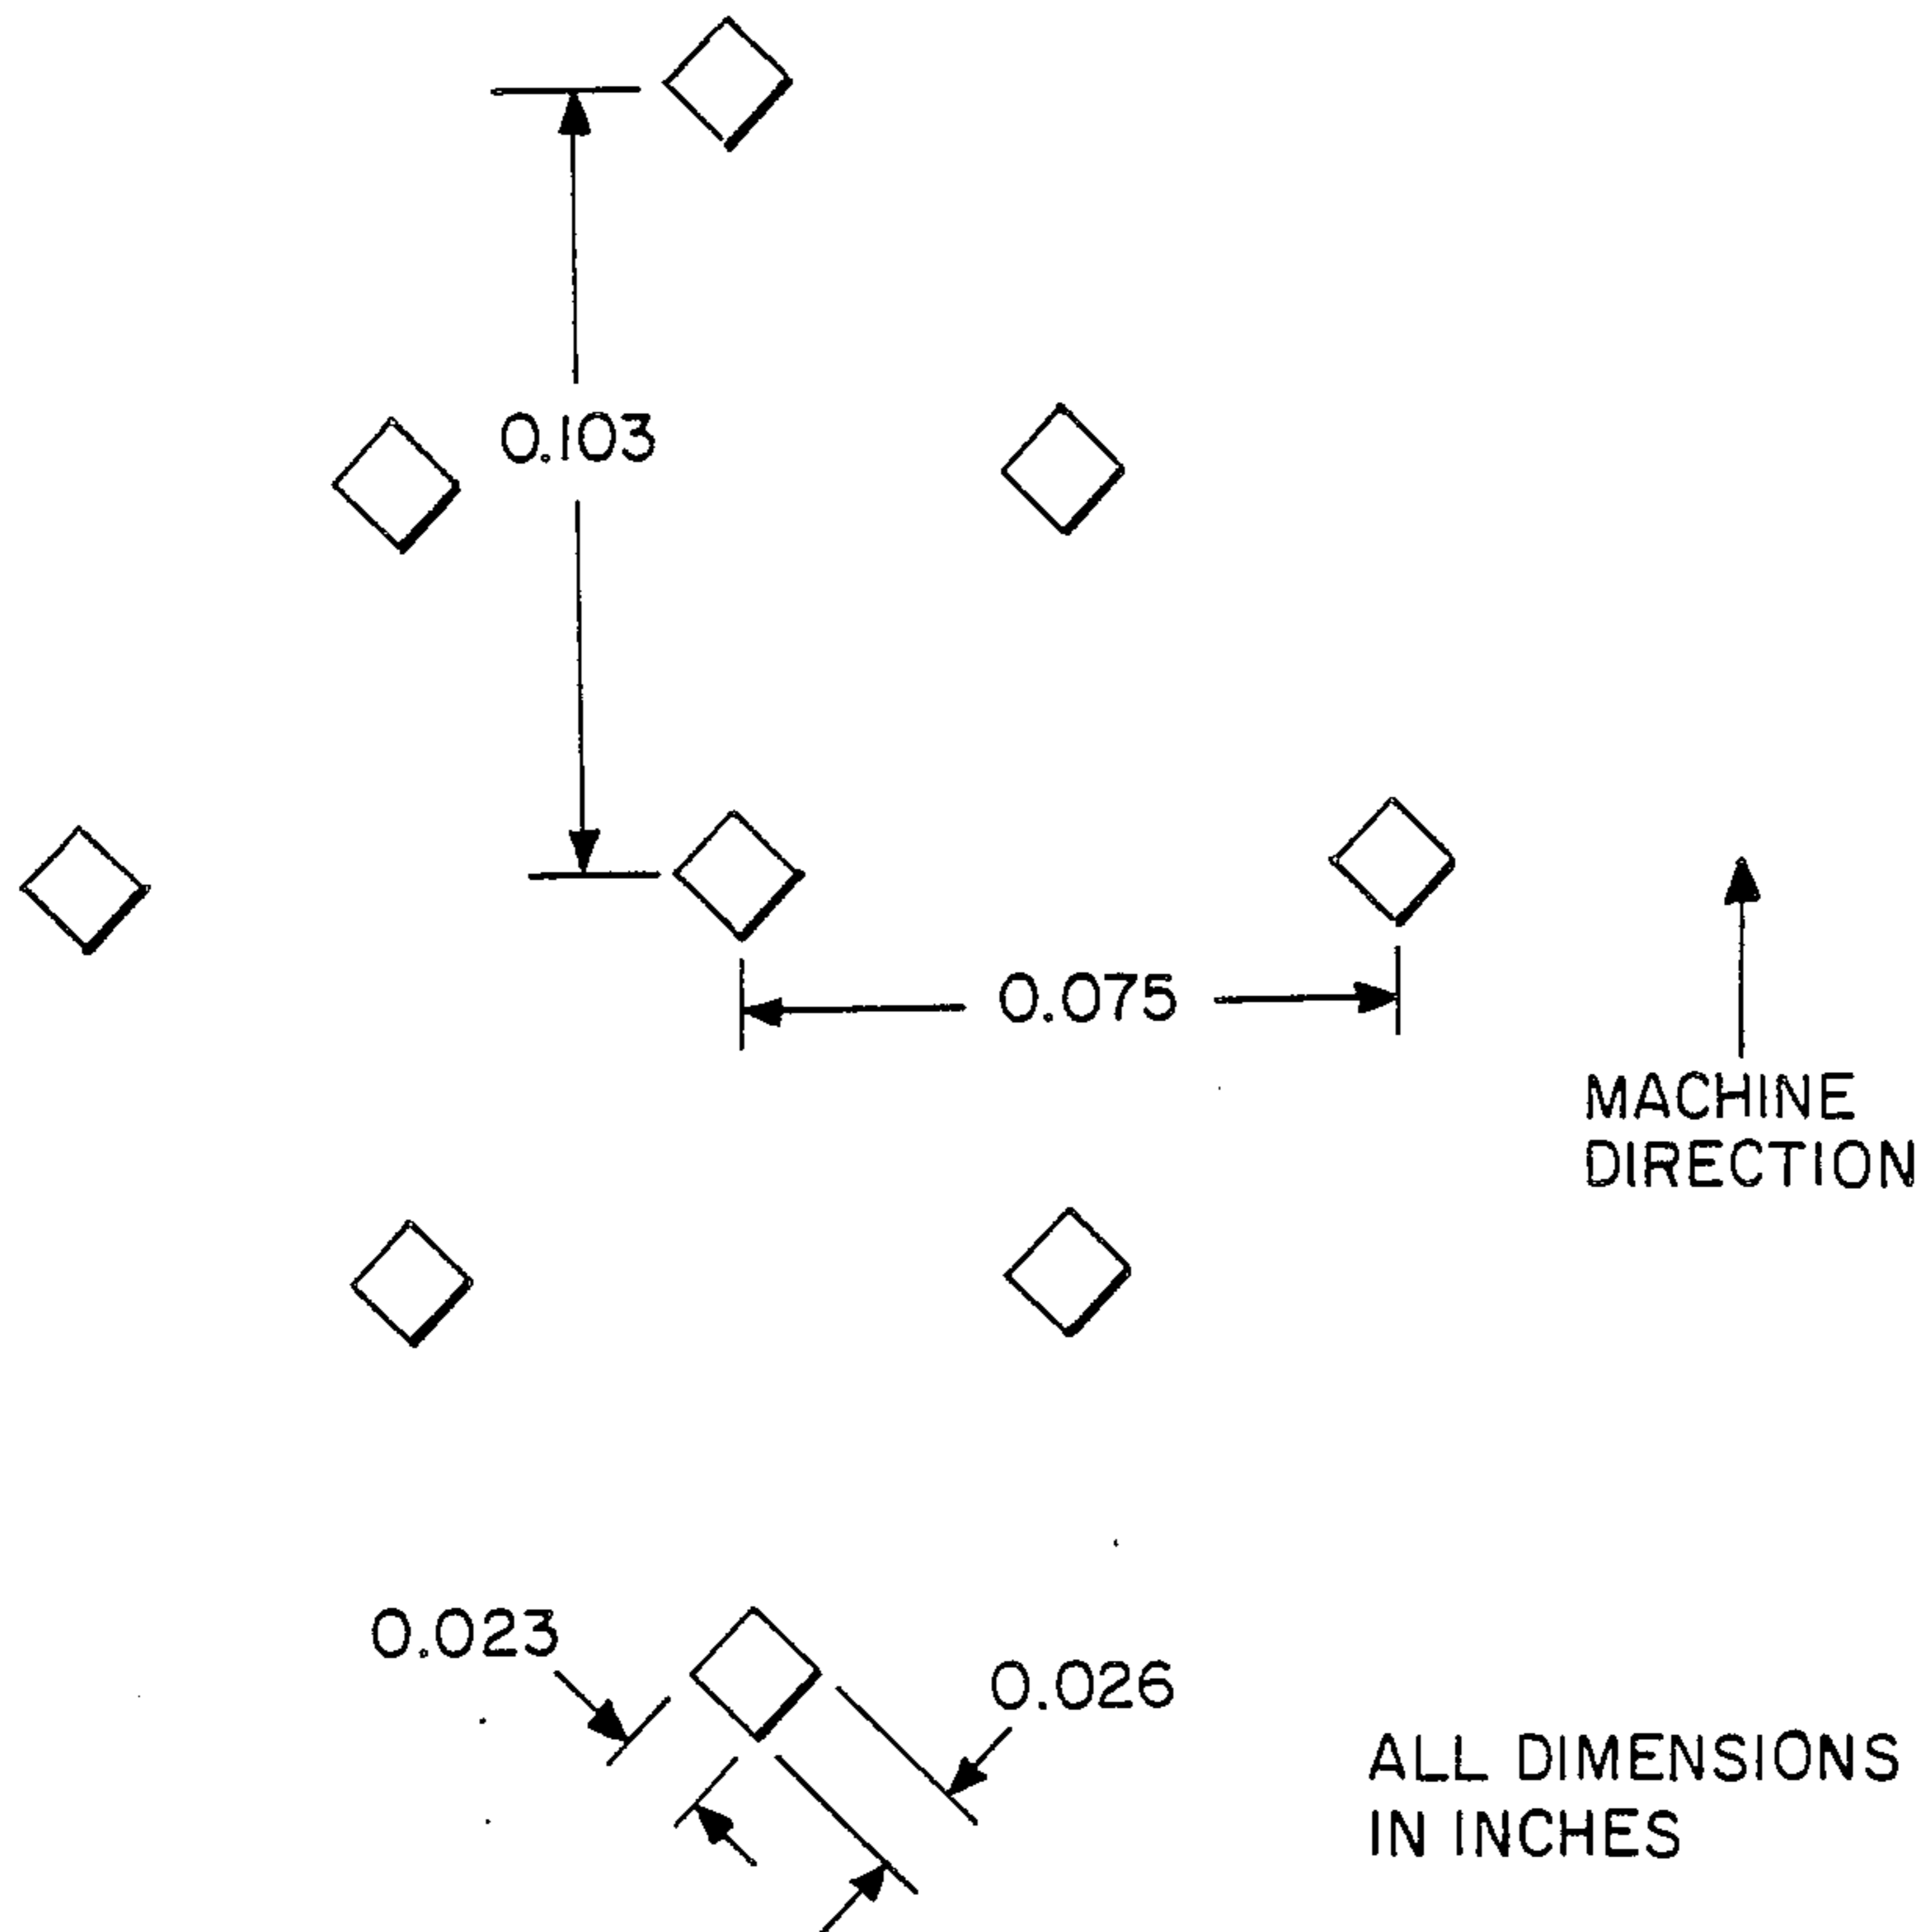 0.103
0.075
MACHINE
DIRECTION
0.023
0.026
ALL DIMENSIONS
IN INCHES